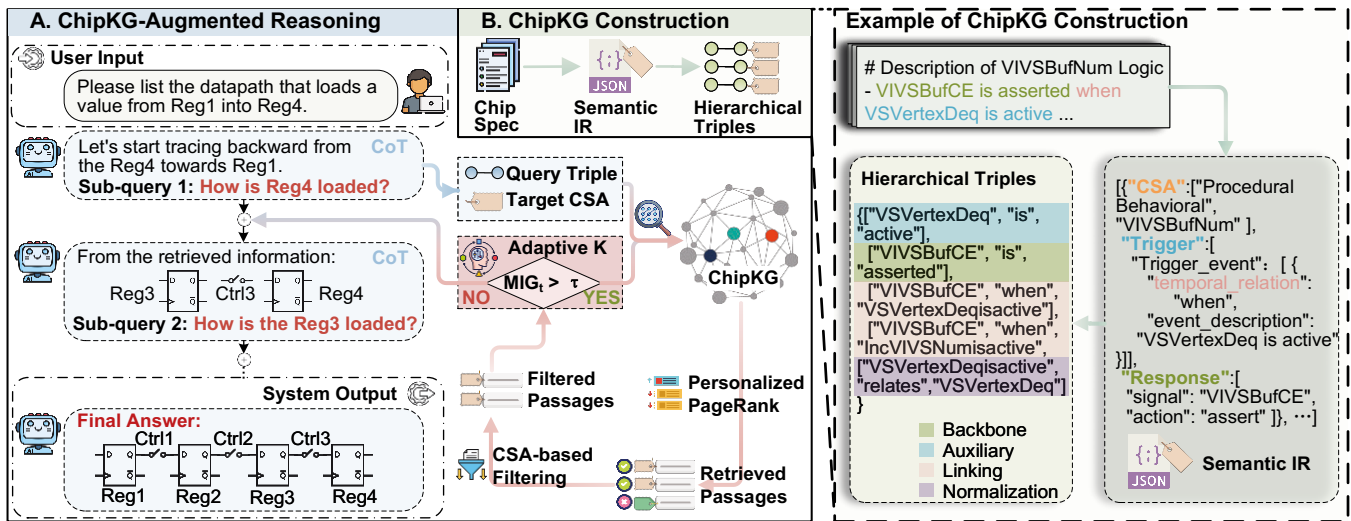 A. ChipKG-Augmented Reasoning
User Input
Please list the datapath that loads a
value from Reg1 into Reg4.
Let's start tracing backward from
the Reg4 towards Reg1.
CoT
Sub-query 1: How is Reg4 loaded?
From the retrieved information:
CoT
Reg3
Ctrl3
Reg4
Sub-query 2: How is the Reg3 loaded?
System Output
Final Answer:
Ctrl1
Ctrl2
Ctrl3
Reg1
Reg2
Reg3
Reg4
B. ChipKG Construction
Chip
Spec
{;}
JSON
Semantic
IR
Hierarchical
Triples
Query Triple
Target CSA
Adaptive K
MIGt > τ
NO
YES
ChipKG
Filtered
Passages
Personalized
PageRank
CSA-based
Filtering
Retrieved
Passages
Example of ChipKG Construction
# Description of VIVSBufNum Logic
- VIVSBufCE is asserted when
VSVertexDeq is active ...
Hierarchical Triples
{["VSVertexDeq", "is",
"active"],
["VIVSBufCE", "is",
"asserted"],
["VIVSBufCE", "when",
"VSVertexDeqisactive"],
["VIVSBufCE", "when",
"IncVIVSNumisactive",
["VSVertexDeqisactive",
"relates","VSVertexDeq"]
}
Backbone
Auxiliary
Linking
Normalization
[{"CSA":["Procedural
Behavioral",
"VIVSBufNum" ],
"Trigger":[
"Trigger_event": [ {
"temporal_relation":
"when",
"event_description":
"VSVertexDeq is active"
}]],
"Response":[
"signal": "VIVSBufCE",
"action": "assert" ]}, ···]
{;}
JSON
Semantic IR